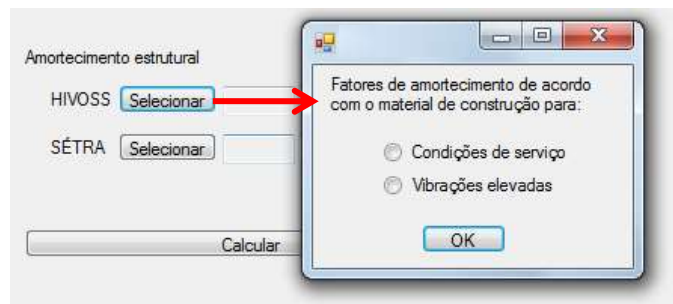 Amortecimento estrutural
HIVOSS Selecionar
SÉTRA Selecionar
Calcular
Fatores de amortecimento de acordo
com o material de construção para:
Condições de serviço
Vibrações elevadas
OK